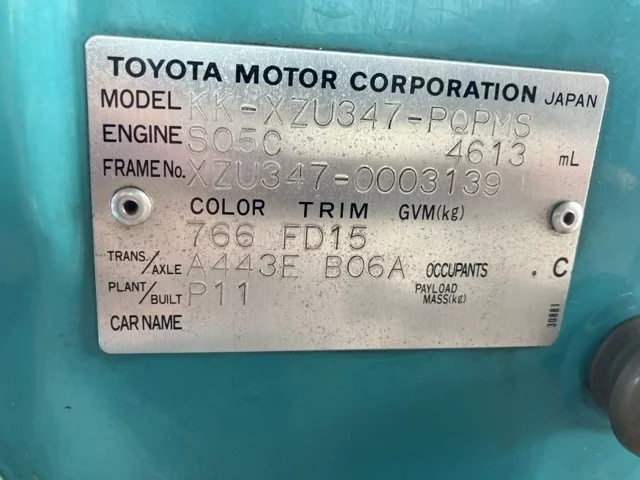 TOYOTA MOTOR CORPORATION JAPAN
MODEL KK-XZU347-PQPMS
ENGINE S05C 4613 mL
FRAME No. XZU347-0003139
COLOR TRIM GVM(kg)
766 FD15
TRANS./AXLE A443E B06A OCCUPANTS . C
PLANT/BUILT P11 PAYLOAD MASS(kg)
CAR NAME
30881